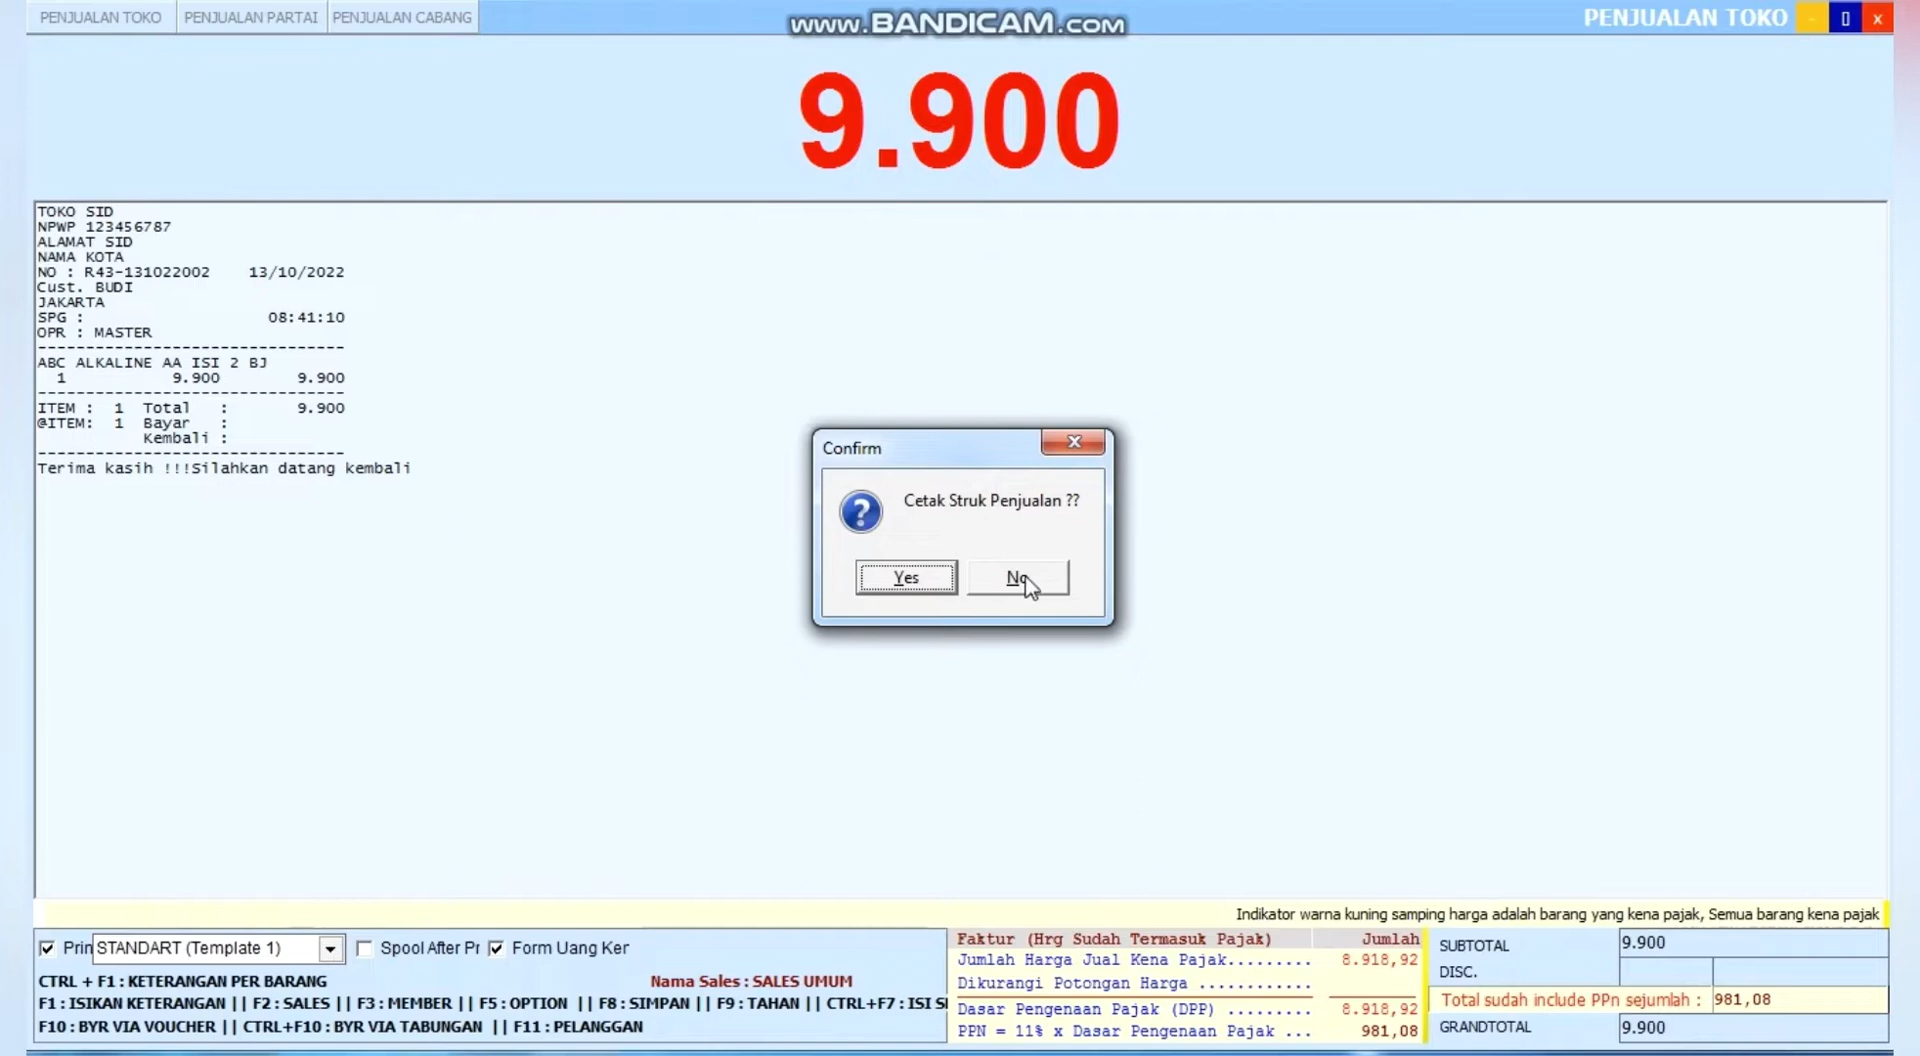 PENJUALAN TOKO PENJUALAN PARTAI PENJUALAN CABANG
www.BANDICAM.com
PENJUALAN TOKO
9.900
TOKO SID
NPWP 123456787
ALAMAT SID
NAMA KOTA
NO : R43-131022002 13/10/2022
Cust. BUDI
JAKARTA
SPG : 08:41:10
OPR : MASTER
--------------------------------
ABC ALKALINE AA ISI 2 BJ
1 9.900 9.900
--------------------------------
ITEM : 1 Total : 9.900
@ITEM: 1 Bayar :
Kembali :
--------------------------------
Terima kasih !!!Silahkan datang kembali
Confirm
Cetak Struk Penjualan ??
Yes No
Indikator warna kuning samping harga adalah barang yang kena pajak, Semua barang kena pajak
Prin STANDART (Template 1) Spool After Pr Form Uang Ker
CTRL + F1 : KETERANGAN PER BARANG Nama Sales : SALES UMUM
F1 : ISIKAN KETERANGAN || F2 : SALES || F3 : MEMBER || F5 : OPTION || F8 : SIMPAN || F9 : TAHAN || CTRL+F7 : ISI S
F10 : BYR VIA VOUCHER || CTRL+F10 : BYR VIA TABUNGAN || F11 : PELANGGAN
Faktur (Hrg Sudah Termasuk Pajak) Jumlah
Jumlah Harga Jual Kena Pajak......... 8.918,92
Dikurangi Potongan Harga ............
Dasar Pengenaan Pajak (DPP) ......... 8.918,92
PPN = 11% x Dasar Pengenaan Pajak ... 981,08
SUBTOTAL 9.900
DISC.
Total sudah include PPn sejumlah : 981,08
GRANDTOTAL 9.900